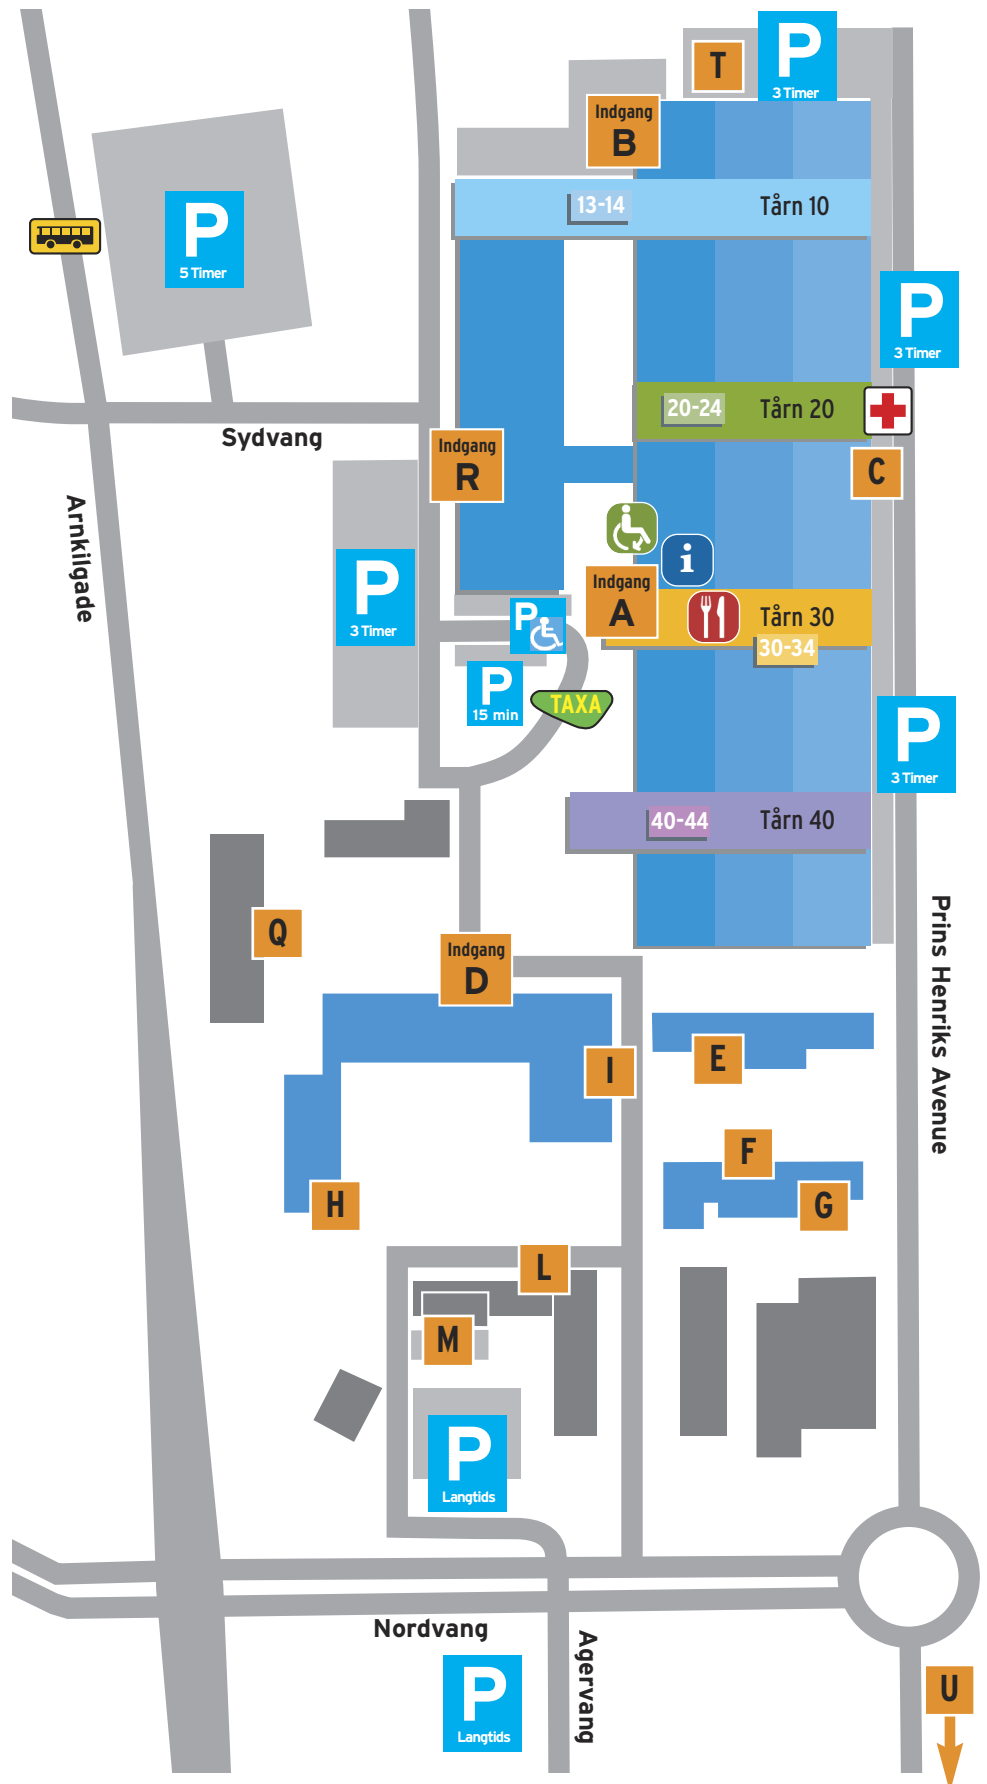 T
P
3 Timer
Indgang
B
13-14
Tårn 10
P
5 Timer
P
3 Timer
20-24
Tårn 20
Sydvang
Indgang
R
C
Arnkilgade
i
P
3 Timer
Indgang
A
Tårn 30
30-34
P
P
15 min
TAXA
P
3 Timer
40-44
Tårn 40
Q
Indgang
D
Prins Henriks Avenue
I
E
F
H
G
L
M
P
Langtids
Nordvang
Agervang
P
Langtids
U